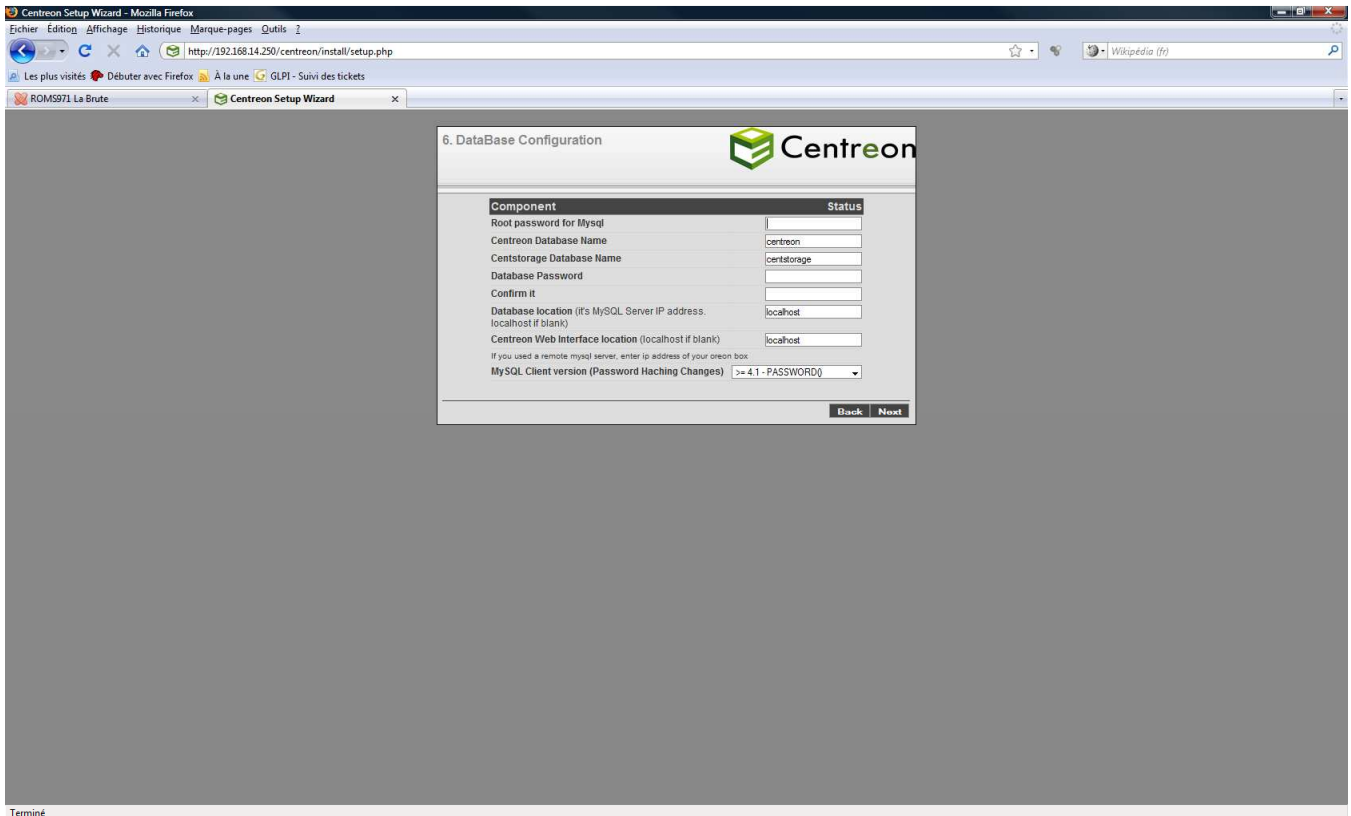 Centreon Setup Wizard - Mozilla Firefox
Fichier Édition Affichage Historique Marque-pages Outils ?
http://192.168.14.250/centreon/install/setup.php
Wikipédia (fr)
Les plus visités Débuter avec Firefox À la une GLPI - Suivi des tickets
ROMS971 La Brute
Centreon Setup Wizard
6. DataBase Configuration
Centreon
Component Status
Root password for Mysql
Centreon Database Name centreon
Centstorage Database Name centstorage
Database Password
Confirm it
Database location (it's MySQL Server IP address. localhost
localhost if blank)
Centreon Web Interface location (localhost if blank) localhost
If you used a remote mysql server, enter ip address of your oreon box
MySQL Client version (Password Haching Changes) >= 4.1 - PASSWORD()
Back Next
Terminé